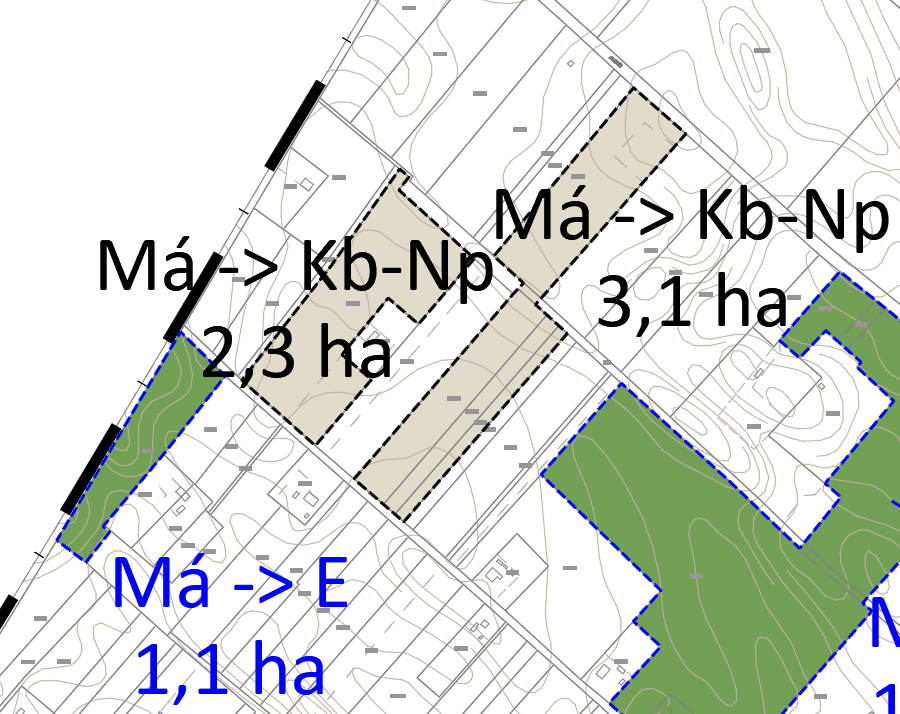 Má -> Kb-Np
3,1 ha
Má -> Kb-Np
2,3 ha
Má -> E
1,1 ha